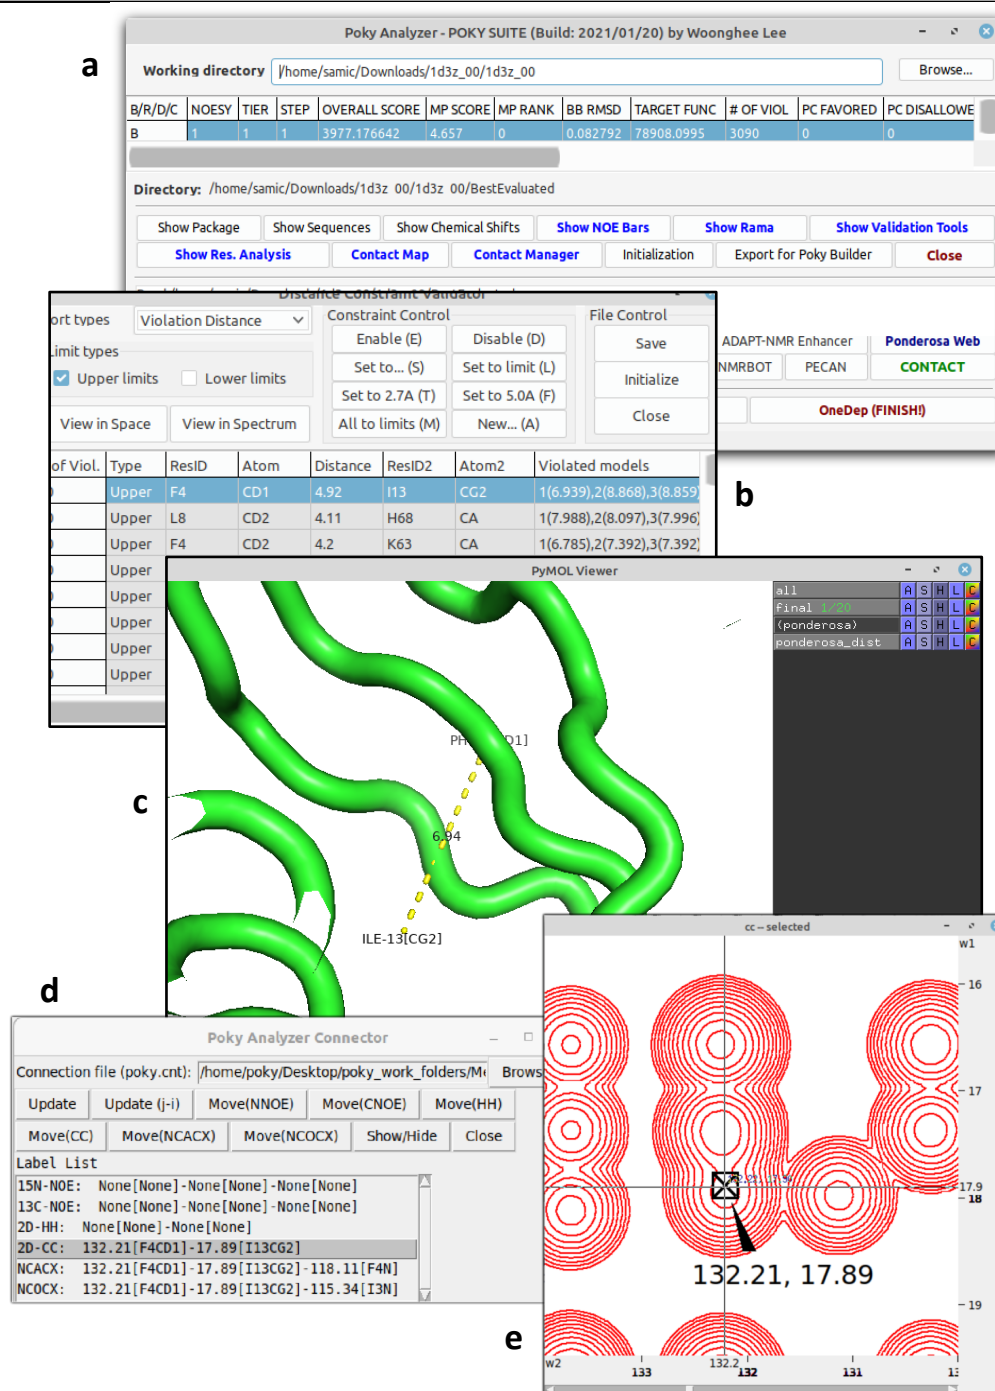 a
Poky Analyzer - POKY SUITE (Build: 2021/01/20) by Woonghee Lee
Working directory /home/samic/Downloads/1d3z_00/1d3z_00 Browse...
B/R/D/C NOESY TIER STEP OVERALL SCORE MP SCORE MP RANK BB RMSD TARGET FUNC # OF VIOL PC FAVORED PC DISALLOWE
B 1 1 1 3977.176642 4.657 0 0.082792 78908.0995 3090 0 0
Directory: /home/samic/Downloads/1d3z_00/1d3z_00/BestEvaluated
Show Package Show Sequences Show Chemical Shifts Show NOE Bars Show Rama Show Validation Tools
Show Res. Analysis Contact Map Contact Manager Initialization Export for Poky Builder Close
ADAPT-NMR Enhancer Ponderosa Web
NMRBOT PECAN CONTACT
OneDep (FINISH!)
b
Distance Constraint Validator
ort types Violation Distance Constraint Control File Control
Enable (E) Disable (D) Save
Limit types Set to... (S) Set to limit (L)
Upper limits Lower limits Set to 2.7A (T) Set to 5.0A (F) Initialize
View in Space View in Spectrum All to limits (M) New... (A) Close
of Viol. Type ResID Atom Distance ResID2 Atom2 Violated models
Upper F4 CD1 4.92 I13 CG2 1(6.939),2(8.868),3(8.859)
Upper L8 CD2 4.11 H68 CA 1(7.988),2(8.097),3(7.996)
Upper F4 CD2 4.2 K63 CA 1(6.785),2(7.392),3(7.392)
Upper
Upper
Upper
Upper
Upper
c
PyMOL Viewer
all A S H L C
final 1/20 A S H L C
(ponderosa) A S H L C
ponderosa_dist A S H L C
PH D1]
6.94
ILE-13[CG2]
d
Poky Analyzer Connector
Connection file (poky.cnt): /home/poky/Desktop/poky_work_folders/Me Brows
Update Update (j-i) Move(NNOE) Move(CNOE) Move(HH)
Move(CC) Move(NCACX) Move(NCOCX) Show/Hide Close
Label List
15N-NOE: None[None]-None[None]-None[None]
13C-NOE: None[None]-None[None]-None[None]
2D-HH: None[None]-None[None]
2D-CC: 132.21[F4CD1]-17.89[I13CG2]
NCACX: 132.21[F4CD1]-17.89[I13CG2]-118.11[F4N]
NCOCX: 132.21[F4CD1]-17.89[I13CG2]-115.34[I3N]
e
cc – selected
w1
16
17
17.9
18
132.21, 17.89
19
w2
133 132.2 132 131 13